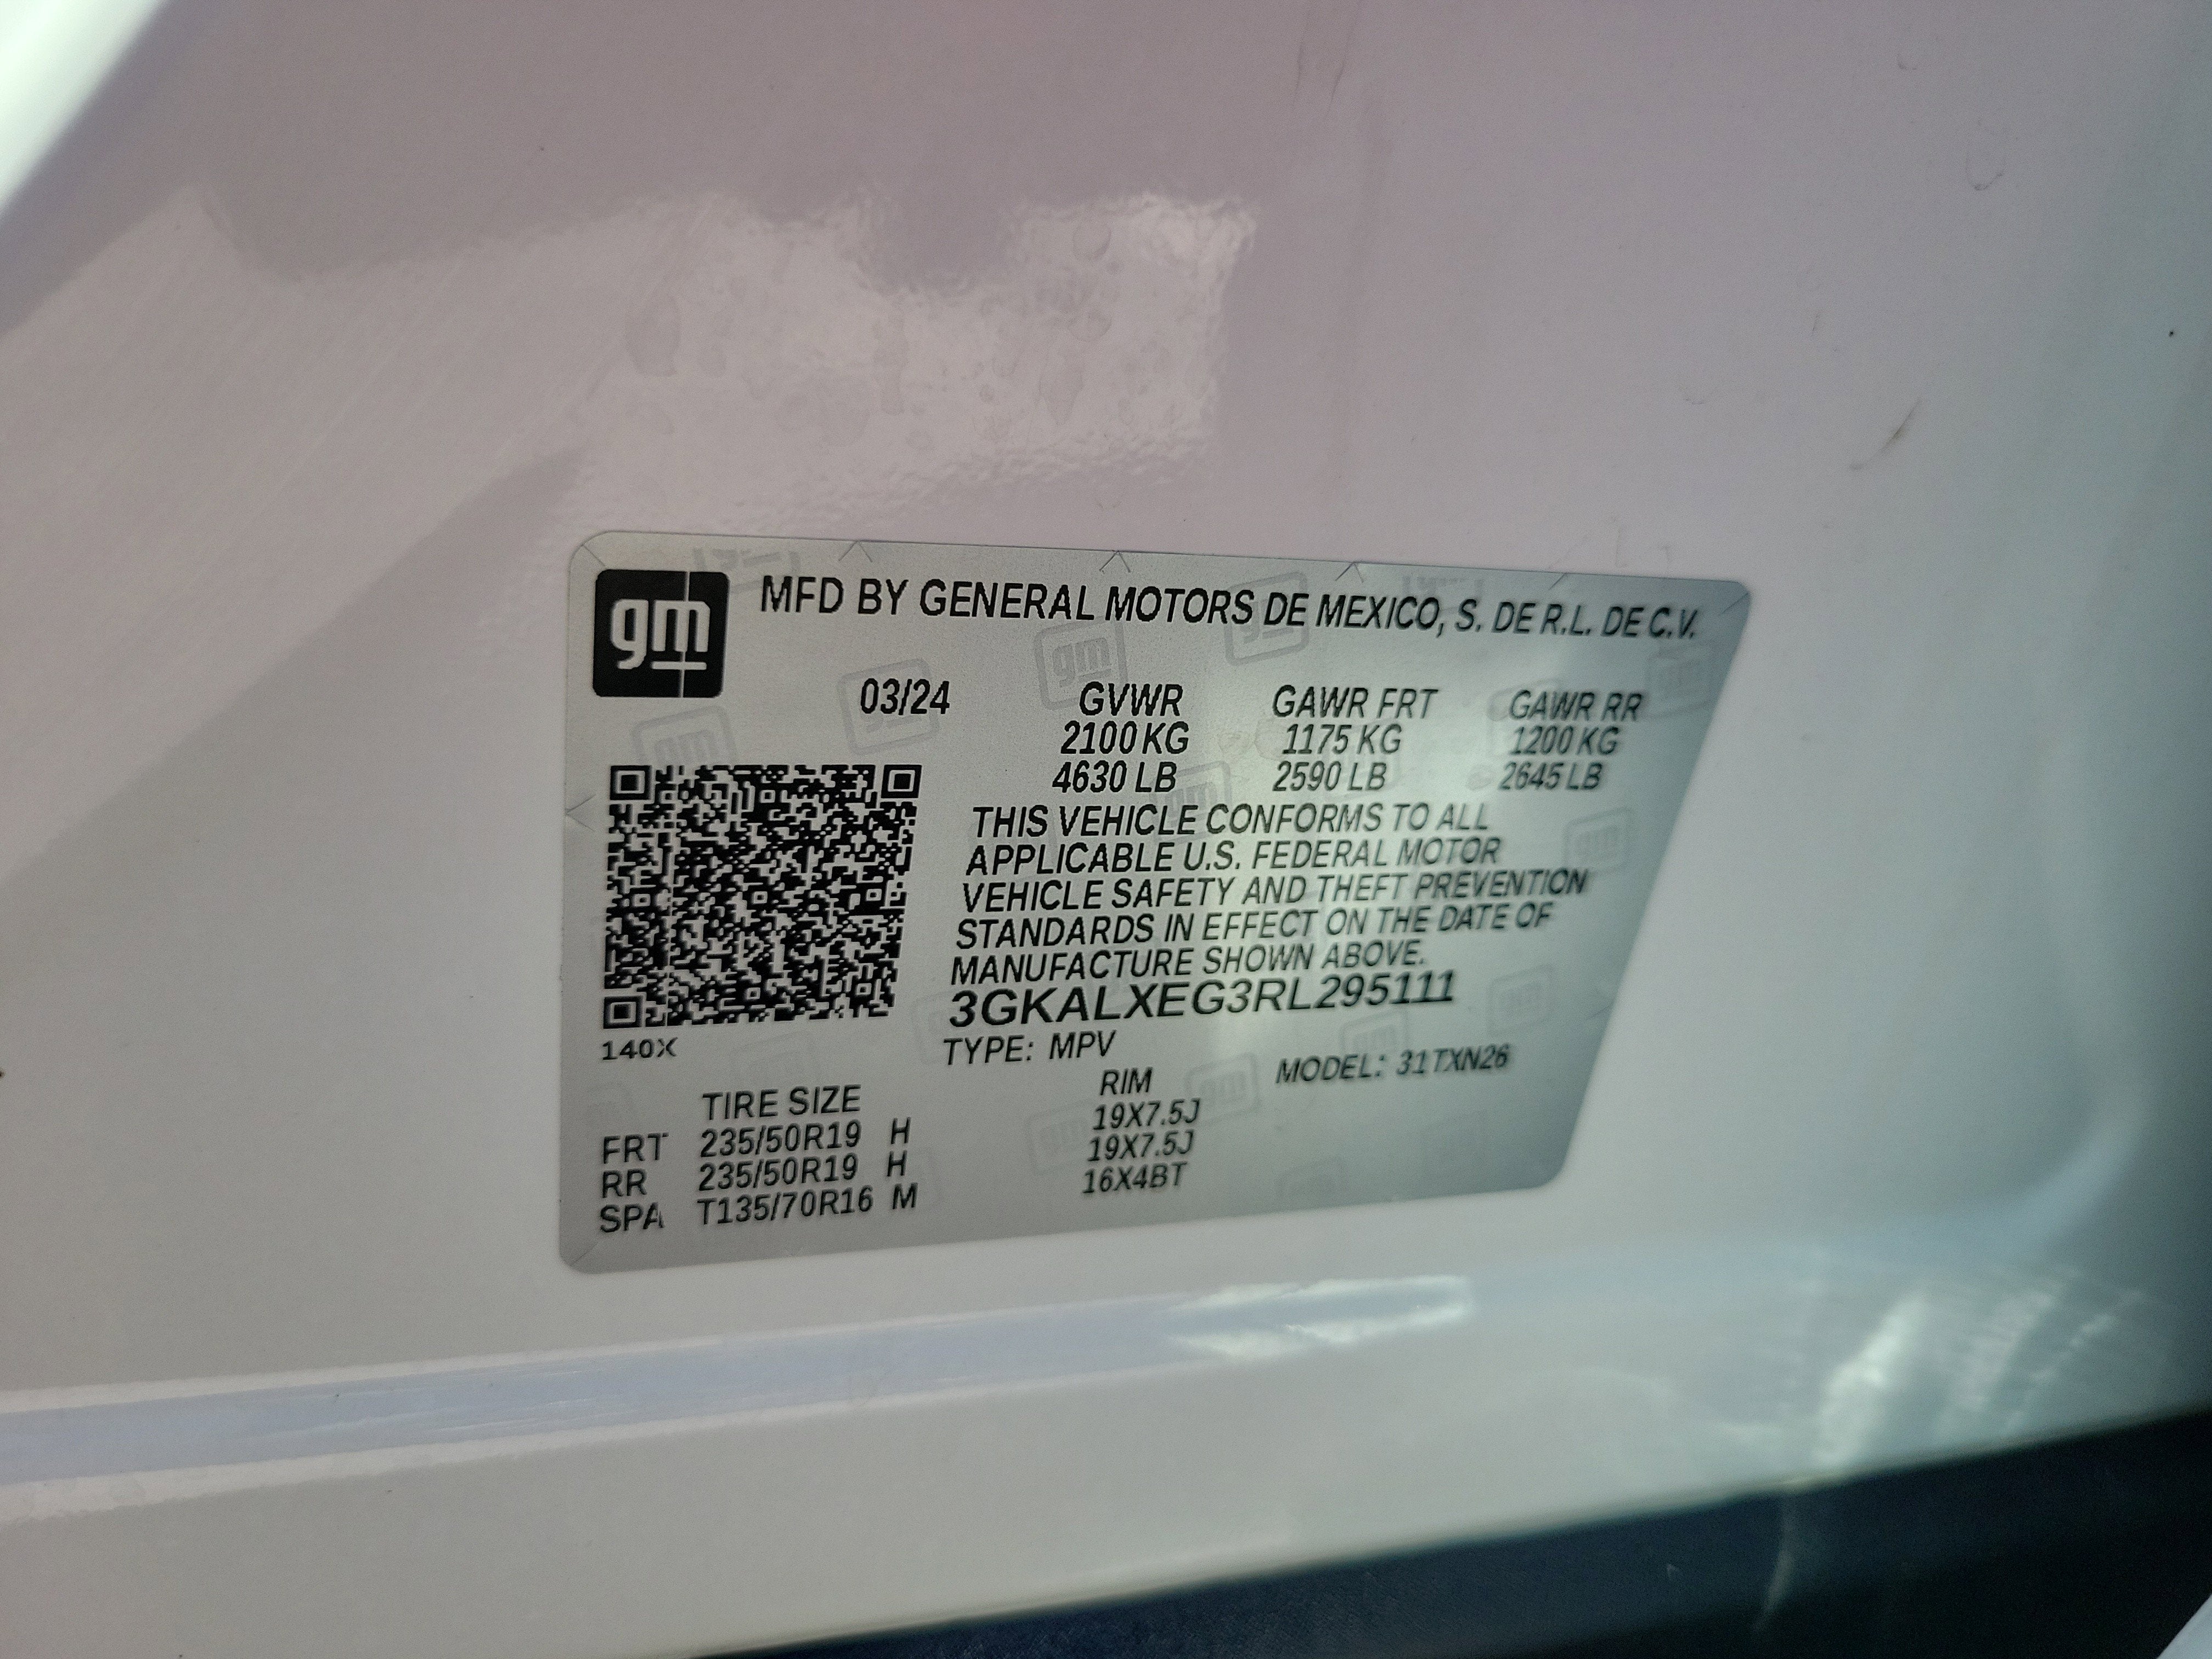 gm MFD BY GENERAL MOTORS DE MEXICO, S. DE R.L. DE C.V.
03/24 GVWR GAWR FRT GAWR RR
2100 KG 1175 KG 1200 KG
4630 LB 2590 LB 2645 LB
THIS VEHICLE CONFORMS TO ALL
APPLICABLE U.S. FEDERAL MOTOR
VEHICLE SAFETY AND THEFT PREVENTION
STANDARDS IN EFFECT ON THE DATE OF
MANUFACTURE SHOWN ABOVE.
3GKALXEG3RL295111
140X TYPE: MPV MODEL: 31TXN26
TIRE SIZE RIM
FRT 235/50R19 H 19X7.5J
RR 235/50R19 H 19X7.5J
SPA T135/70R16 M 16X4BT